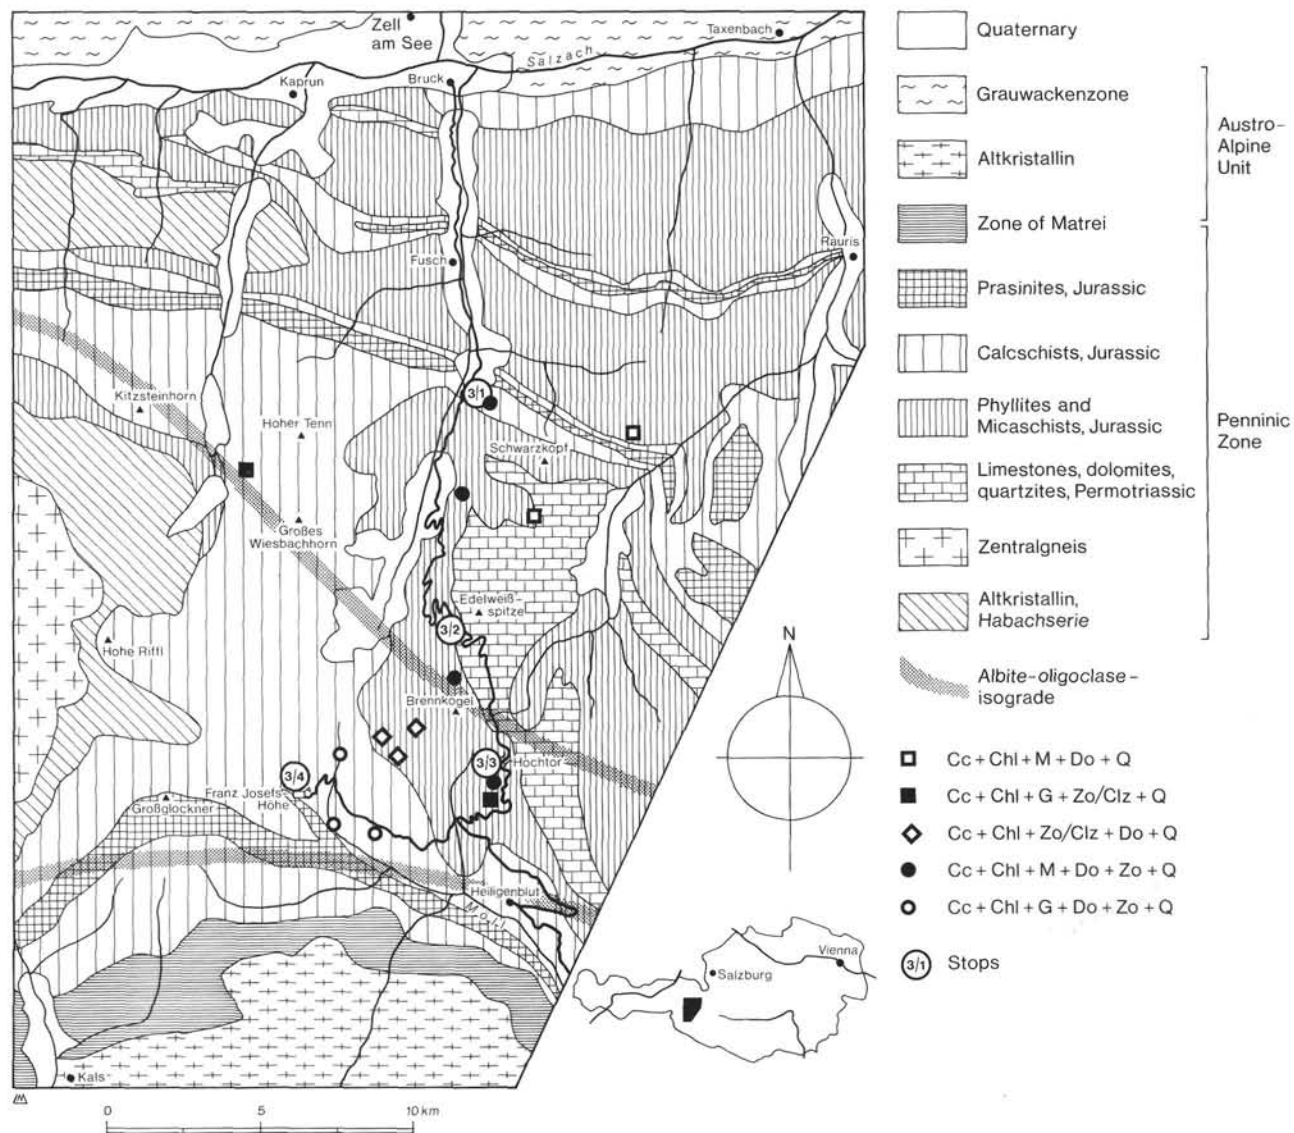 Zell
am See
Taxenbach
Salzach
Kaprun
Bruck
Rauris
Fusch
3/1
Kitzsteinhorn
Hoher Tenn
Schwarzkopf
Großes
Wiesbachhorn
Edelweiß-
spitze
3/2
Hohe Riffl
Brennkogel
3/3
Hochtor
3/4
Franz Josefs-
Höhe
Großglockner
Heiligenblut
Möll
Kals
0 5 10 km
Quaternary
Grauwackenzone
Altkristallin
Austro-
Alpine
Unit
Zone of Matrei
Prasinites, Jurassic
Calcschists, Jurassic
Phyllites and
Micaschists, Jurassic
Penninic
Zone
Limestones, dolomites,
quartzites, Permotriassic
Zentralgneis
Altkristallin,
Habachserie
Albite-oligoclase-
isograde
N
Cc + Chl + M + Do + Q
Cc + Chl + G + Zo/Clz + Q
Cc + Chl + Zo/Clz + Do + Q
Cc + Chl + M + Do + Zo + Q
Cc + Chl + G + Do + Zo + Q
3/1 Stops
Vienna
Salzburg